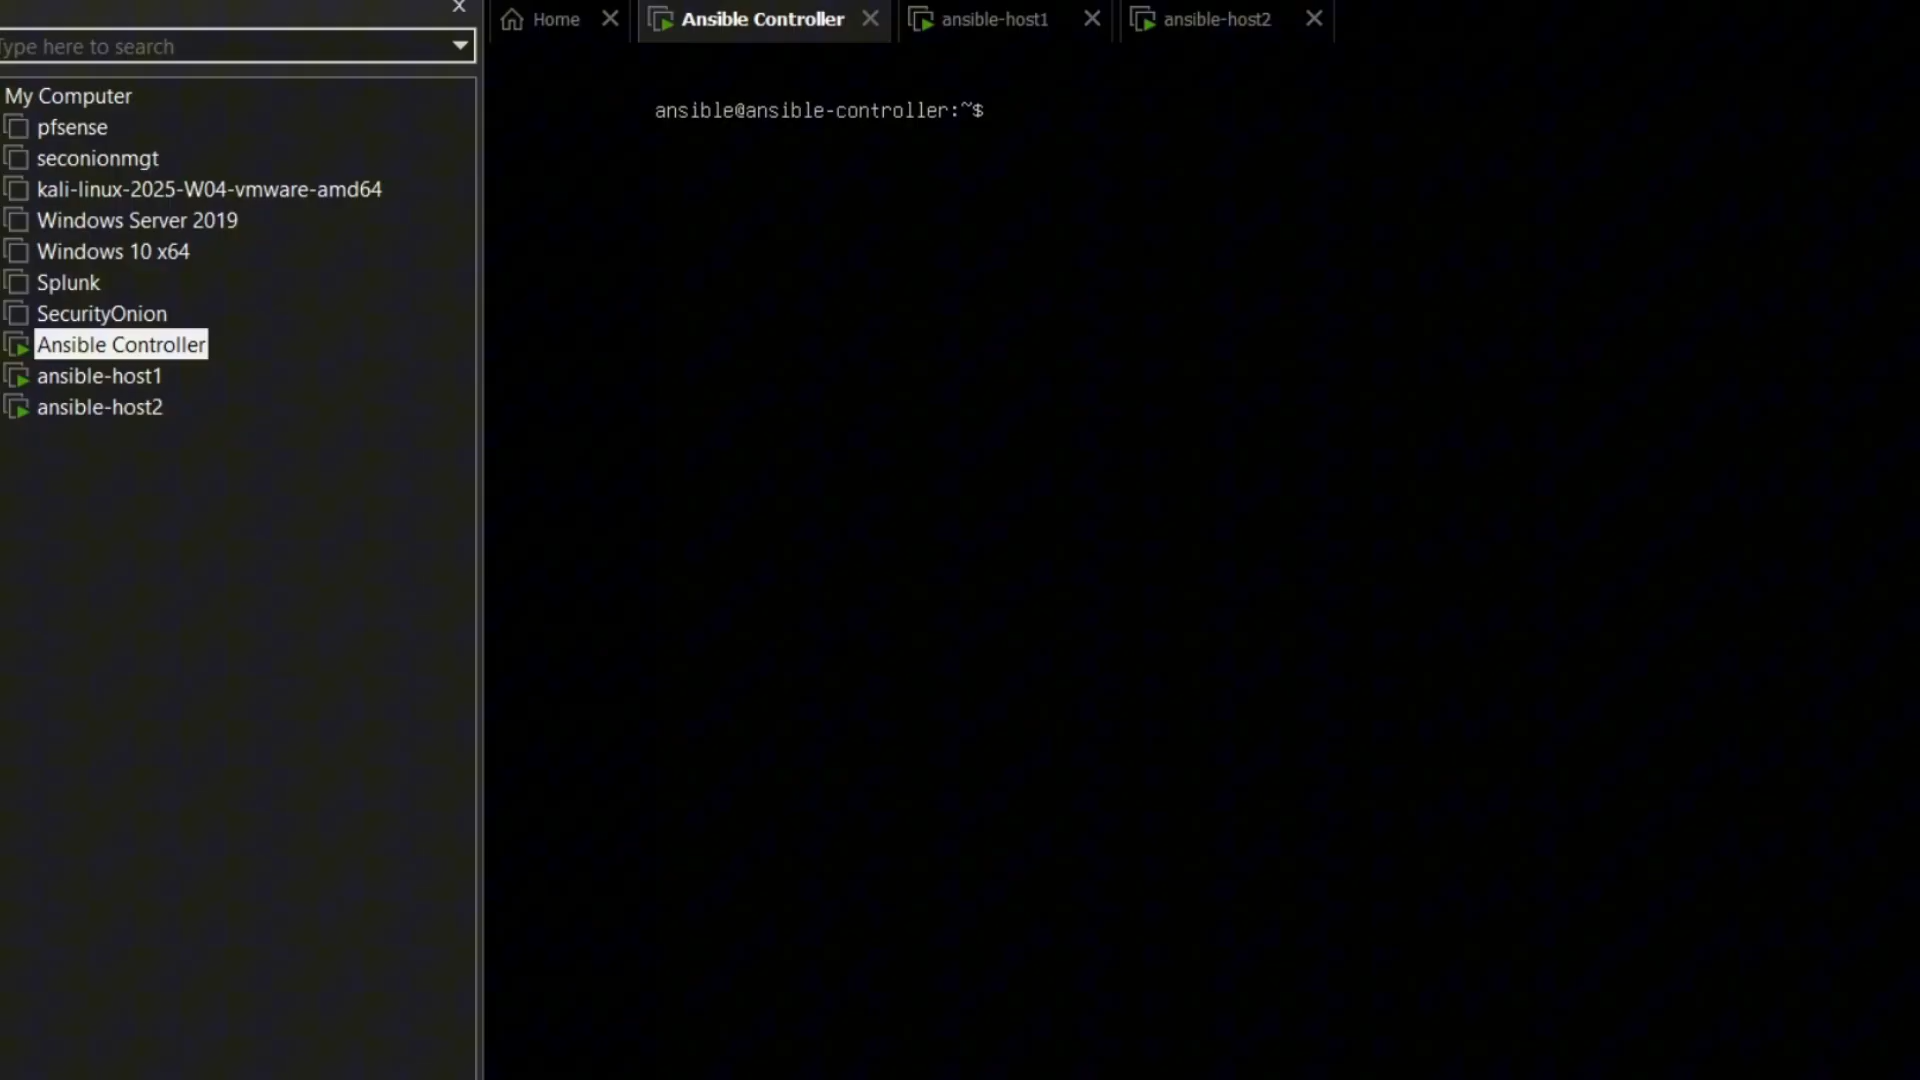 Home
Ansible Controller
ansible-host1
ansible-host2
Type here to search
My Computer
pfsense
seconionmgt
kali-linux-2025-W04-vmware-amd64
Windows Server 2019
Windows 10 x64
Splunk
SecurityOnion
Ansible Controller
ansible-host1
ansible-host2
ansible@ansible-controller:~$